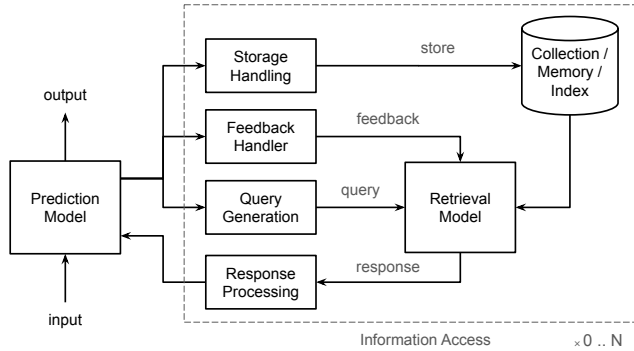 Storage
Handling
store
Collection /
Memory /
Index
output
feedback
Feedback
Handler
Prediction
Model
Query
Generation
query
Retrieval
Model
Response
Processing
response
input
Information Access
× 0 .. N